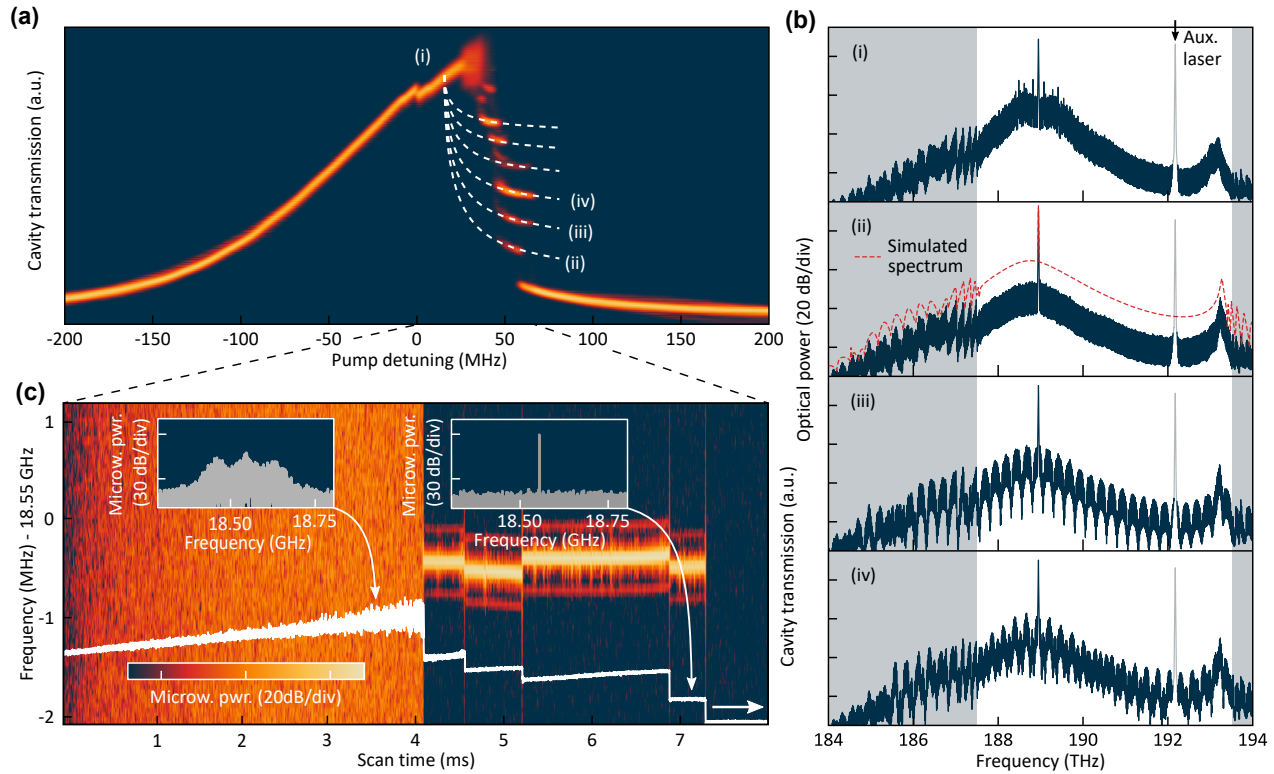 (a)
Cavity transmission (a.u.)
(i)
(iv)
(iii)
(ii)
-200 -150 -100 -50 0 50 100 150 200
Pump detuning (MHz)
(b)
Optical power (20 dB/div)
(i)
Aux.
laser
(ii)
Simulated
spectrum
(iii)
(iv)
184 186 188 190 192 194
Frequency (THz)
(c)
Frequency (MHz) - 18.555 GHz
1
0
-1
-2
Microw. pwr.
(30 dB/div)
18.50 18.75
Frequency (GHz)
Microw. pwr.
(30 dB/div)
18.50 18.75
Frequency (GHz)
Microw. pwr. (20dB/div)
1 2 3 4 5 6 7
Scan time (ms)
Cavity transmission (a.u.)